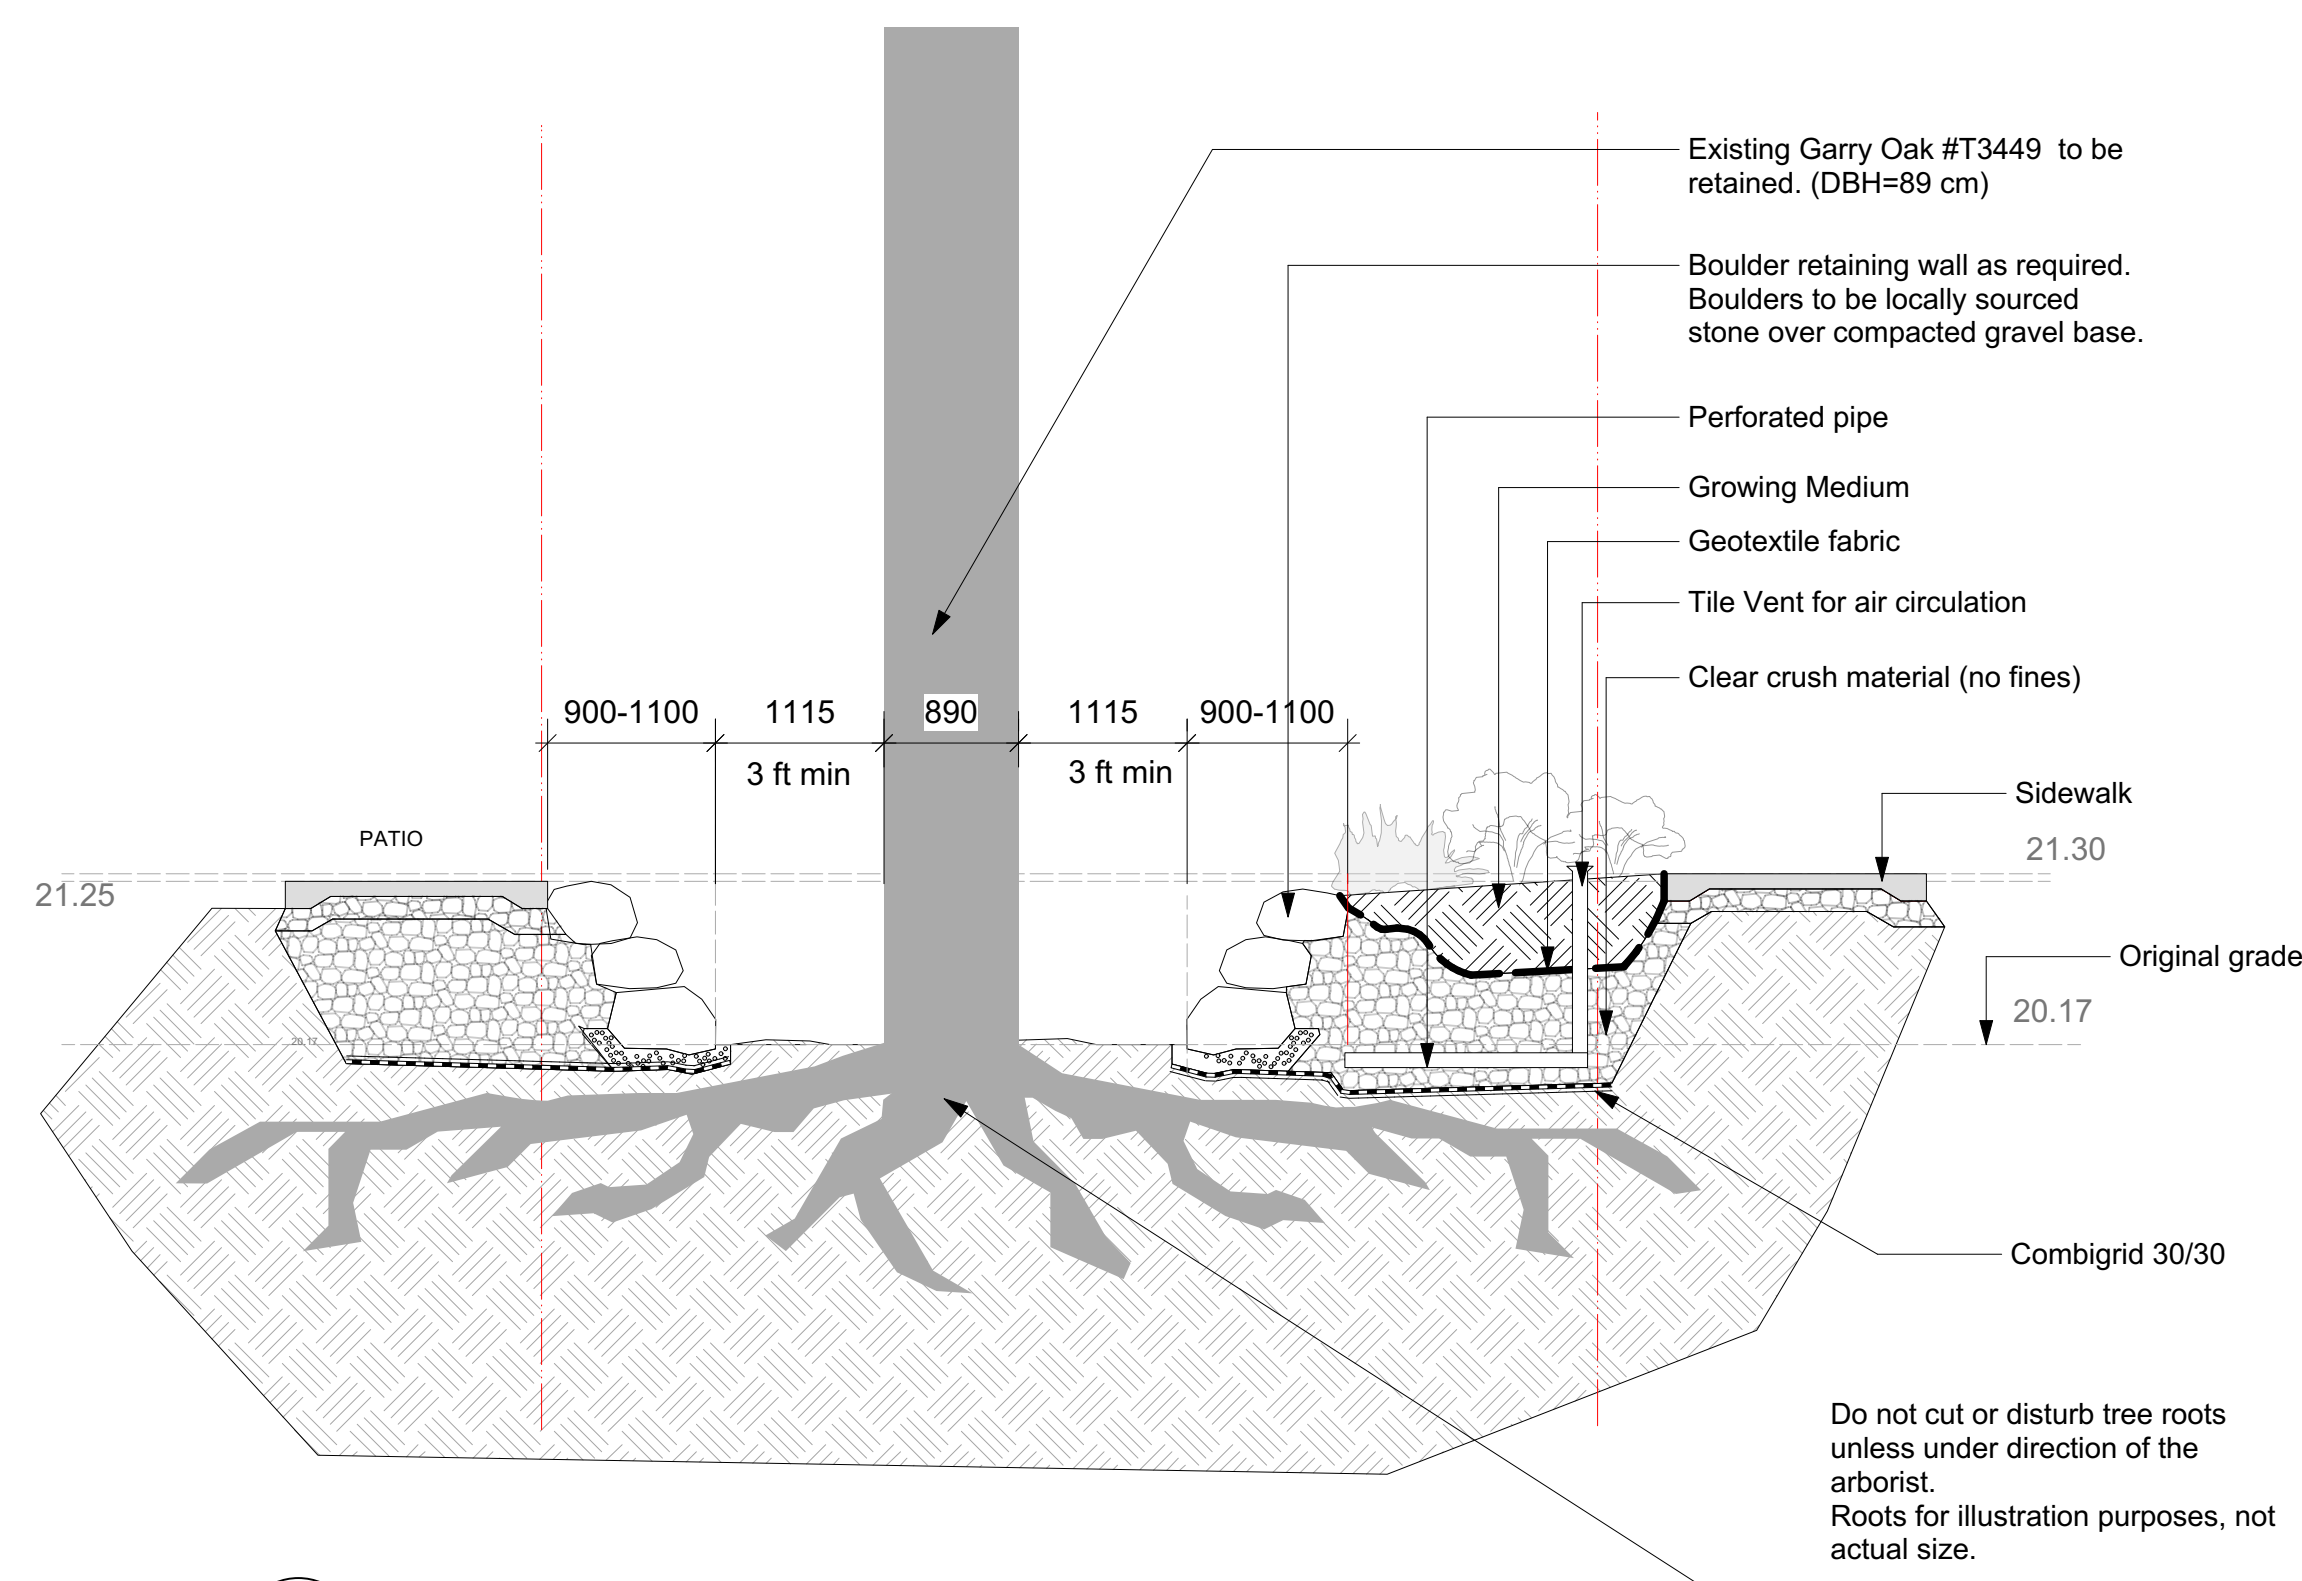 Existing Garry Oak #T3449 to be
retained. (DBH=89 cm)
Boulder retaining wall as required.
Boulders to be locally sourced
stone over compacted gravel base.
Perforated pipe
Growing Medium
Geotextile fabric
Tile Vent for air circulation
Clear crush material (no fines)
900-1100 1115 890 1115 900-1100
3 ft min 3 ft min
Sidewalk
PATIO
21.30
21.25
Original grade
20.17
20.17
Combigrid 30/30
Do not cut or disturb tree roots
unless under direction of the
arborist.
Roots for illustration purposes, not
actual size.